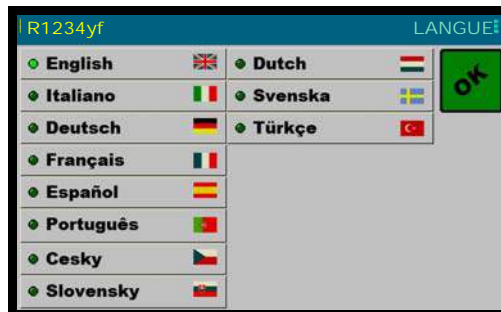 R1234yf LANGUE
English
Italiano
Deutsch
Français
Español
Português
Cesky
Slovensky
Dutch
Svenska
Türkçe
OK